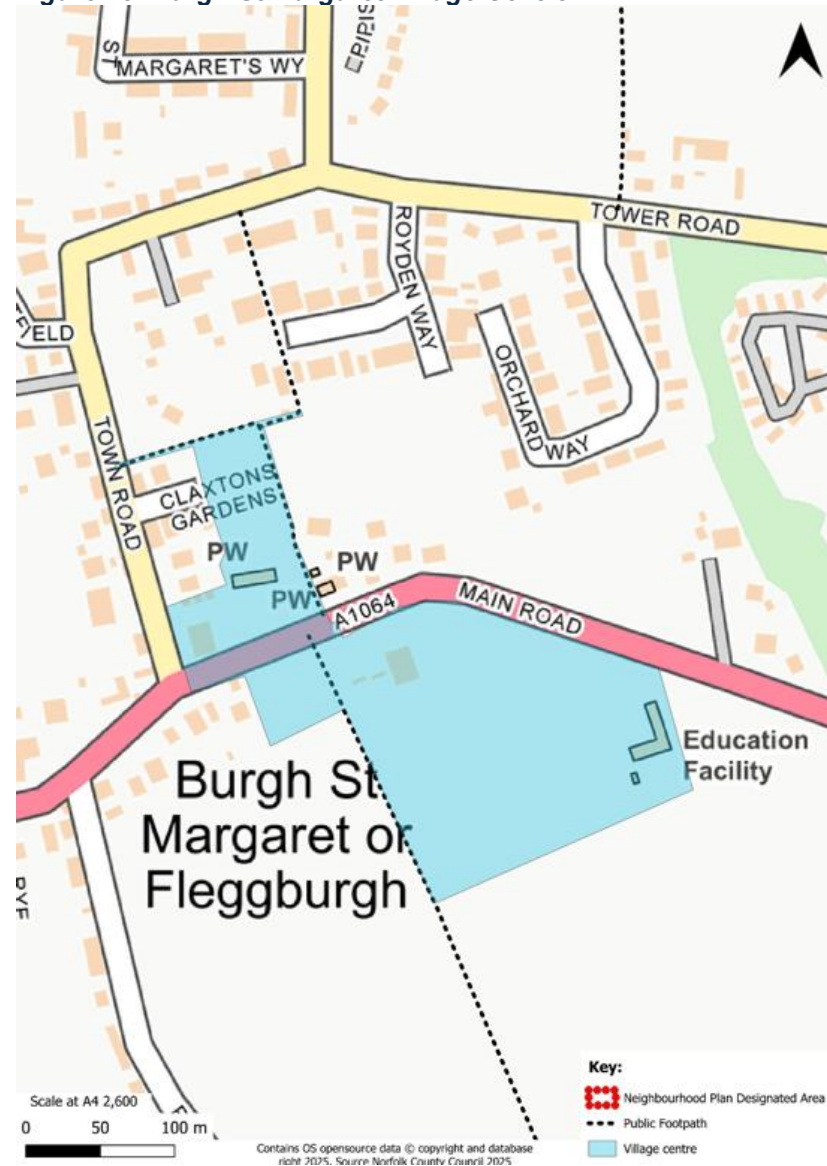 ST
MARGARET'S WY
TOWER ROAD
ROYDEN WAY
ORCHARD WAY
TOWN ROAD
CLAXTONS
GARDENS
PW
PW
PW
A1064
MAIN ROAD
Education
Facility
Burgh St
Margaret or
Fleggburgh
Key:
Neighbourhood Plan Designated Area
Public Footpath
Village centre
Scale at A4 2,600
0 50 100 m
Contains OS opensource data © copyright and database
right 2025. Source Norfolk County Council 2025